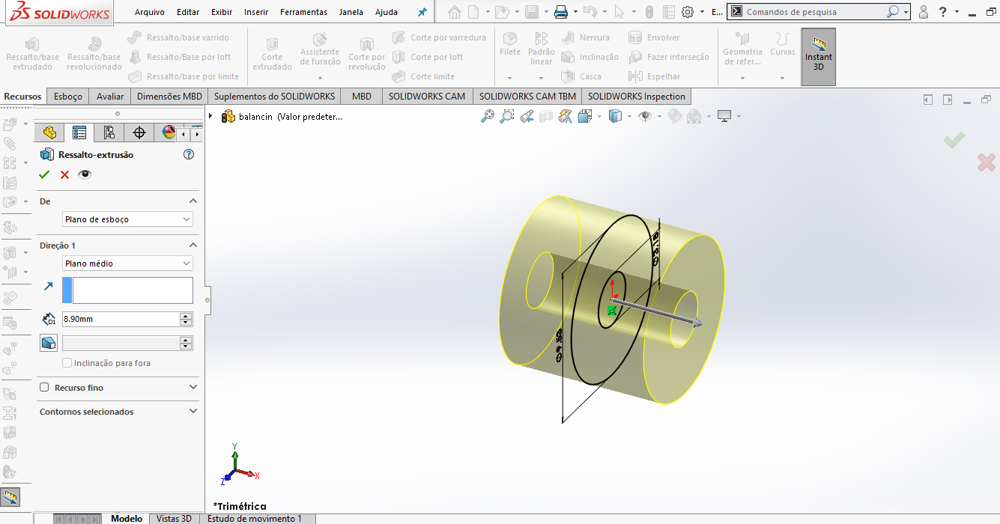 SOLIDWORKS
Arquivo Editar Exibir Inserir Ferramentas Janela Ajuda
E...
Comandos de pesquisa
?
Ressalto/base extrudado
Ressalto/base revolucionado
Ressalto/base varrido
Ressalto/Base por loft
Ressalto/base por limite
Corte extrudado
Assistente de furação
Corte por revolução
Corte por varredura
Corte por loft
Corte limite
Filete
Padrão linear
Nervura
Inclinação
Casca
Envolver
Fazer interseção
Espelhar
Geometria de refer...
Curvas
Instant 3D
Recursos Esboço Avaliar Dimensões MBD Suplementos do SOLIDWORKS MBD SOLIDWORKS CAM SOLIDWORKS CAM TBM SOLIDWORKS Inspection
balancin (Valor predeter...
Ressalto-extrusão
?
De
Plano de esboço
Direção 1
Plano médio
D1
8.90mm
Inclinação para fora
Recurso fino
Contornos selecionados
Y
X
Z
*Trimétrica
Modelo Vistas 3D Estudo de movimento 1